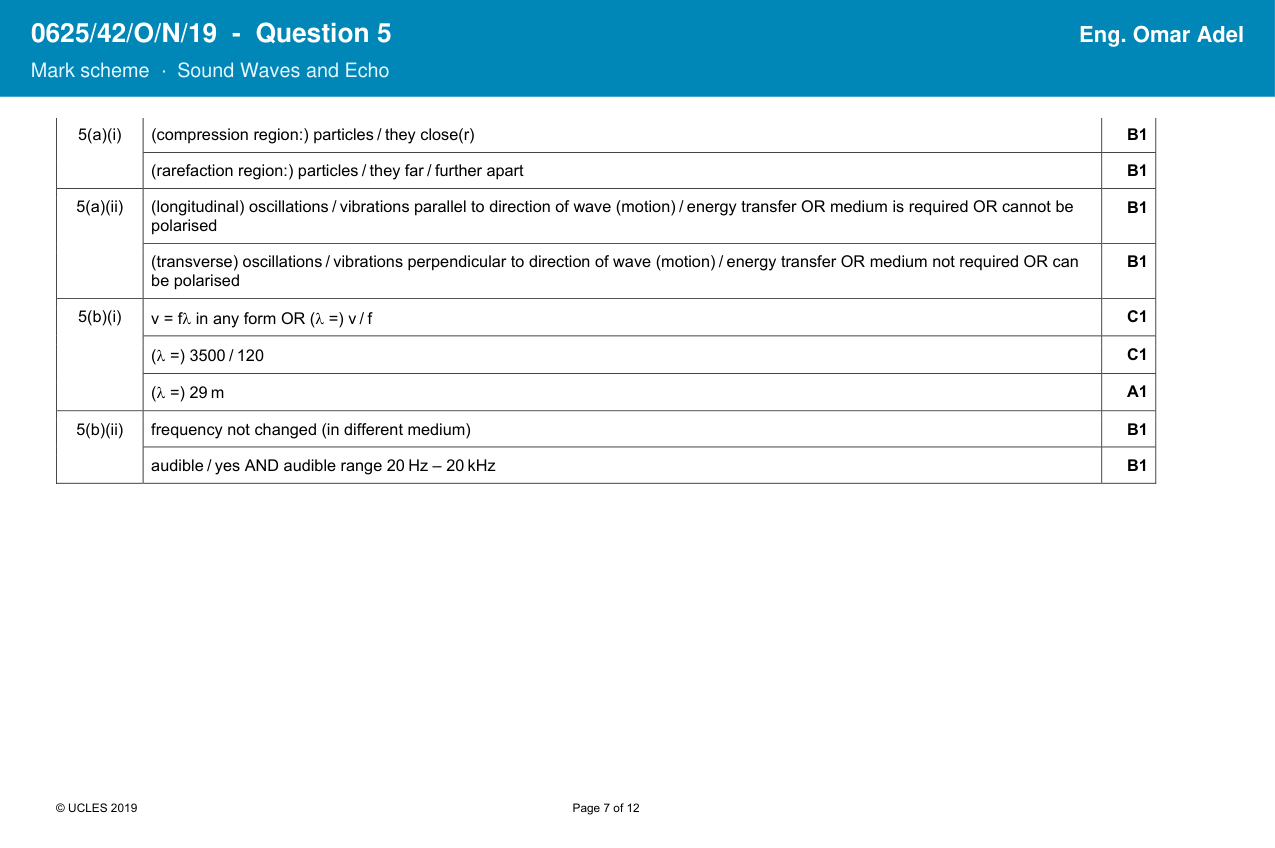 0625/42/O/N/19 - Question 5
Eng. Omar Adel
Mark scheme · Sound Waves and Echo
5(a)(i) (compression region:) particles / they close(r) B1
(rarefaction region:) particles / they far / further apart B1
5(a)(ii) (longitudinal) oscillations / vibrations parallel to direction of wave (motion) / energy transfer OR medium is required OR cannot be B1
polarised
(transverse) oscillations / vibrations perpendicular to direction of wave (motion) / energy transfer OR medium not required OR can B1
be polarised
5(b)(i) v = fλ in any form OR (λ =) v / f C1
(λ =) 3500 / 120 C1
(λ =) 29 m A1
5(b)(ii) frequency not changed (in different medium) B1
audible / yes AND audible range 20 Hz – 20 kHz B1
© UCLES 2019 Page 7 of 12